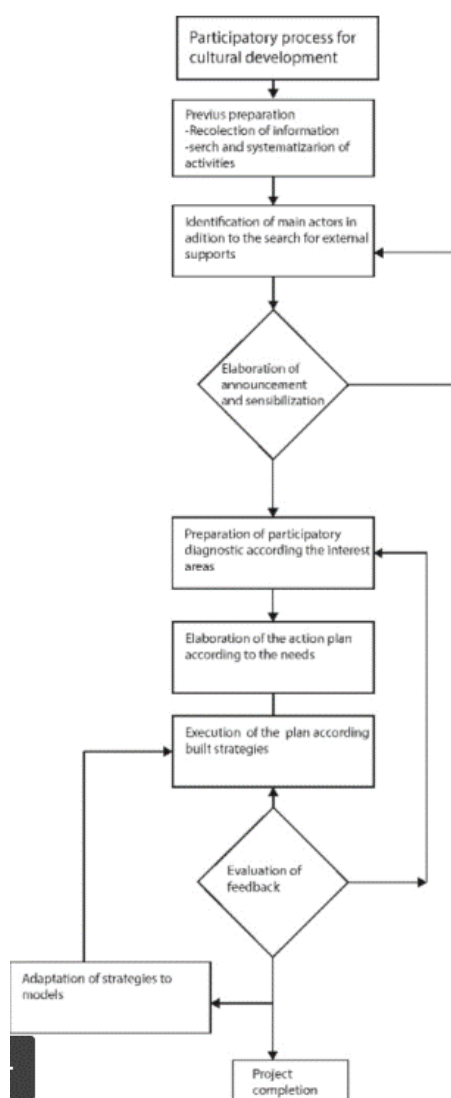 Participatory process for
cultural development
Previus preparation
-Recolection of information
-serch and systematizarion of
activities
Identification of main actors in
adition to the search for external
supports
Elaboration of
announcement
and sensibilization
Preparation of participatory
diagnostic according the interest
areas
Elaboration of the action plan
according to the needs
Execution of the plan according
built strategies
Evaluation of
feedback
Adaptation of strategies to
models
Project
completion